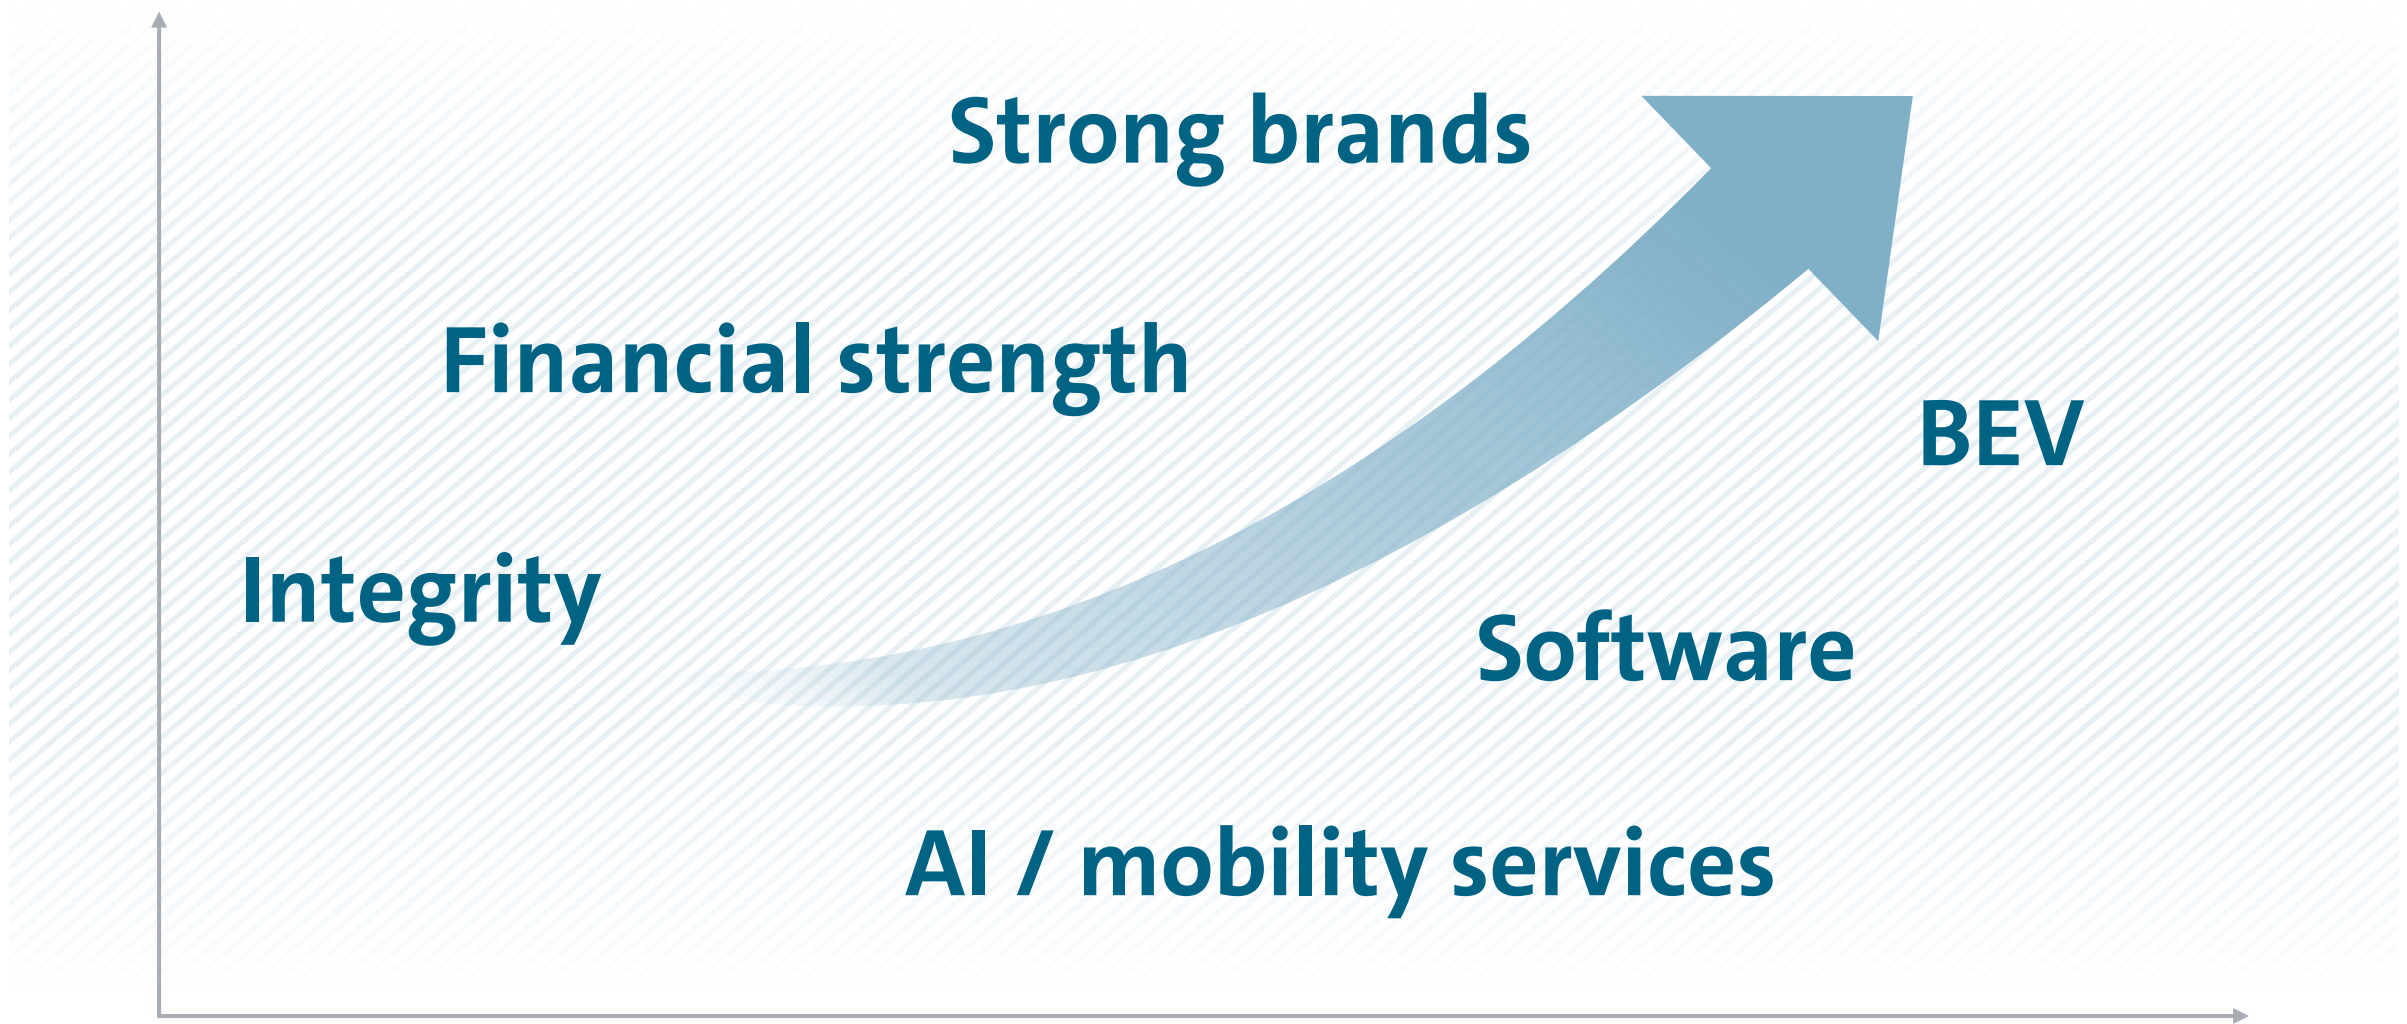 Strong brands
Financial strength
BEV
Integrity
Software
AI / mobility services